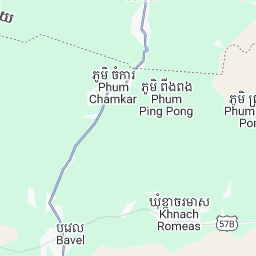 ភូមិ ចំការ
Phum
Chamkar
ភូមិ ពីងពង
Phum
Ping Pong
Phum
ឃុំខ្នាចរមាស
Khnach
Romeas
57B
បវេល
Bavel